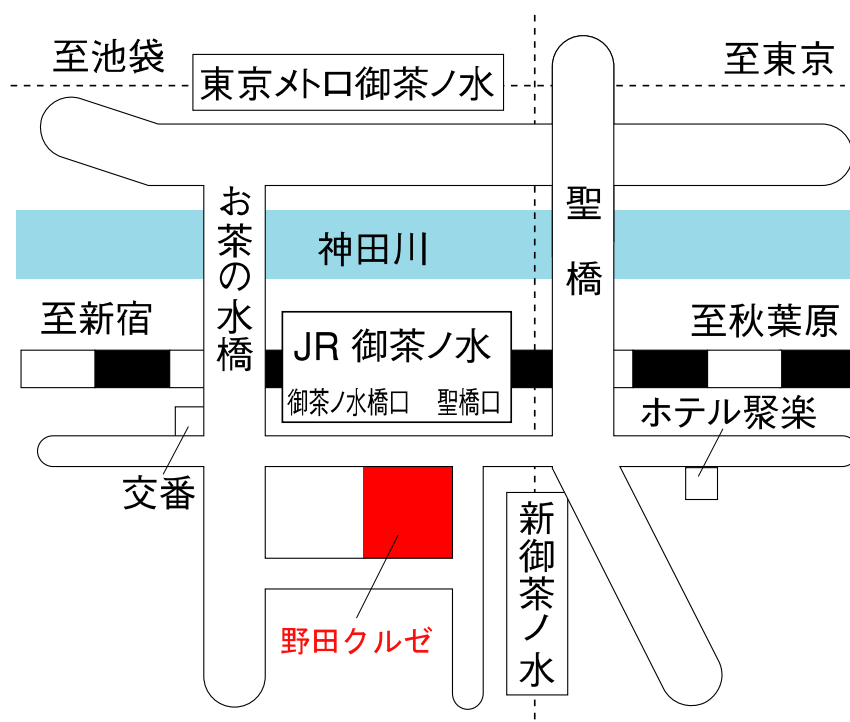 至池袋
東京メトロ御茶ノ水
至東京
お茶の水橋
聖橋
神田川
至新宿
JR 御茶ノ水
御茶ノ水橋口 聖橋口
至秋葉原
ホテル聚楽
交番
新御茶ノ水
野田クルゼ